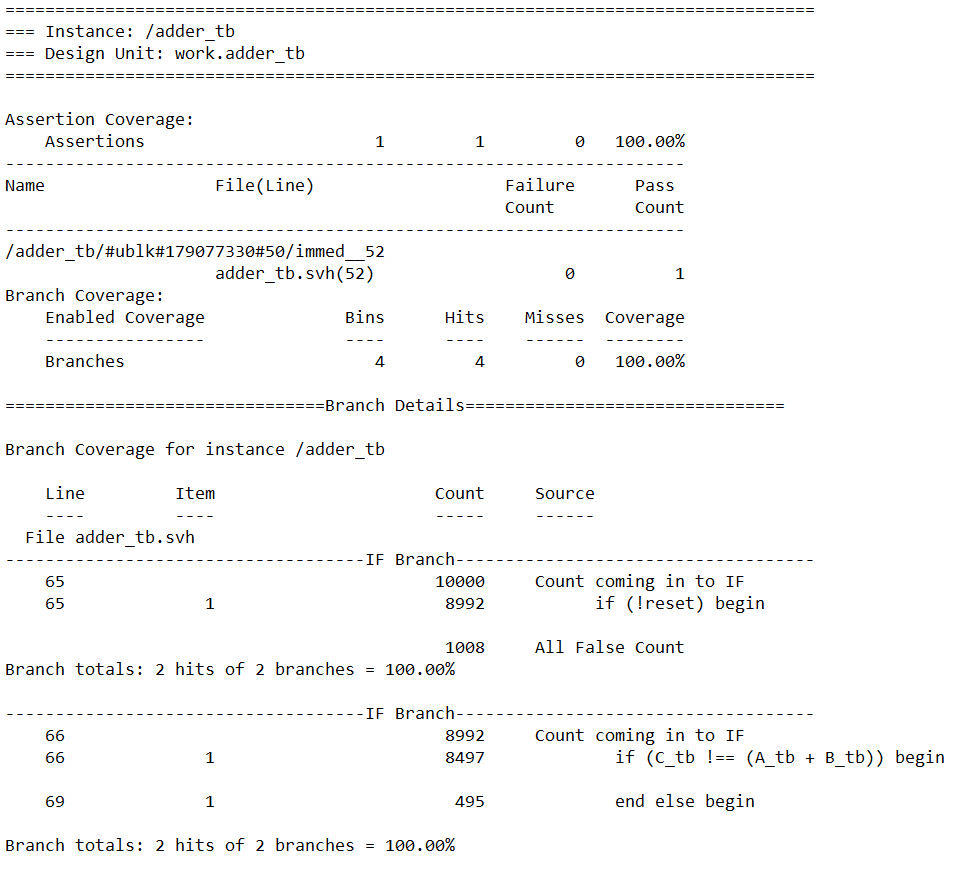 =================================================================================
=== Instance: /adder_tb
=== Design Unit: work.adder_tb
=================================================================================

Assertion Coverage:
    Assertions                       1         1         0   100.00%
--------------------------------------------------------------------
Name                 File(Line)                   Failure      Pass
                                                  Count        Count
--------------------------------------------------------------------
/adder_tb/#ublk#179077330#50/immed__52
                     adder_tb.svh(52)                   0          1
Branch Coverage:
    Enabled Coverage              Bins      Hits    Misses  Coverage
    ----------------              ----      ----    ------  --------
    Branches                         4         4         0   100.00%

================================Branch Details================================

Branch Coverage for instance /adder_tb

    Line         Item                      Count     Source
    ----         ----                      -----     ------
  File adder_tb.svh
------------------------------------IF Branch------------------------------------
    65                                     10000     Count coming in to IF
    65              1                       8992           if (!reset) begin

                                            1008     All False Count
Branch totals: 2 hits of 2 branches = 100.00%

------------------------------------IF Branch------------------------------------
    66                                      8992     Count coming in to IF
    66              1                       8497             if (C_tb !== (A_tb + B_tb)) begin

    69              1                        495             end else begin

Branch totals: 2 hits of 2 branches = 100.00%